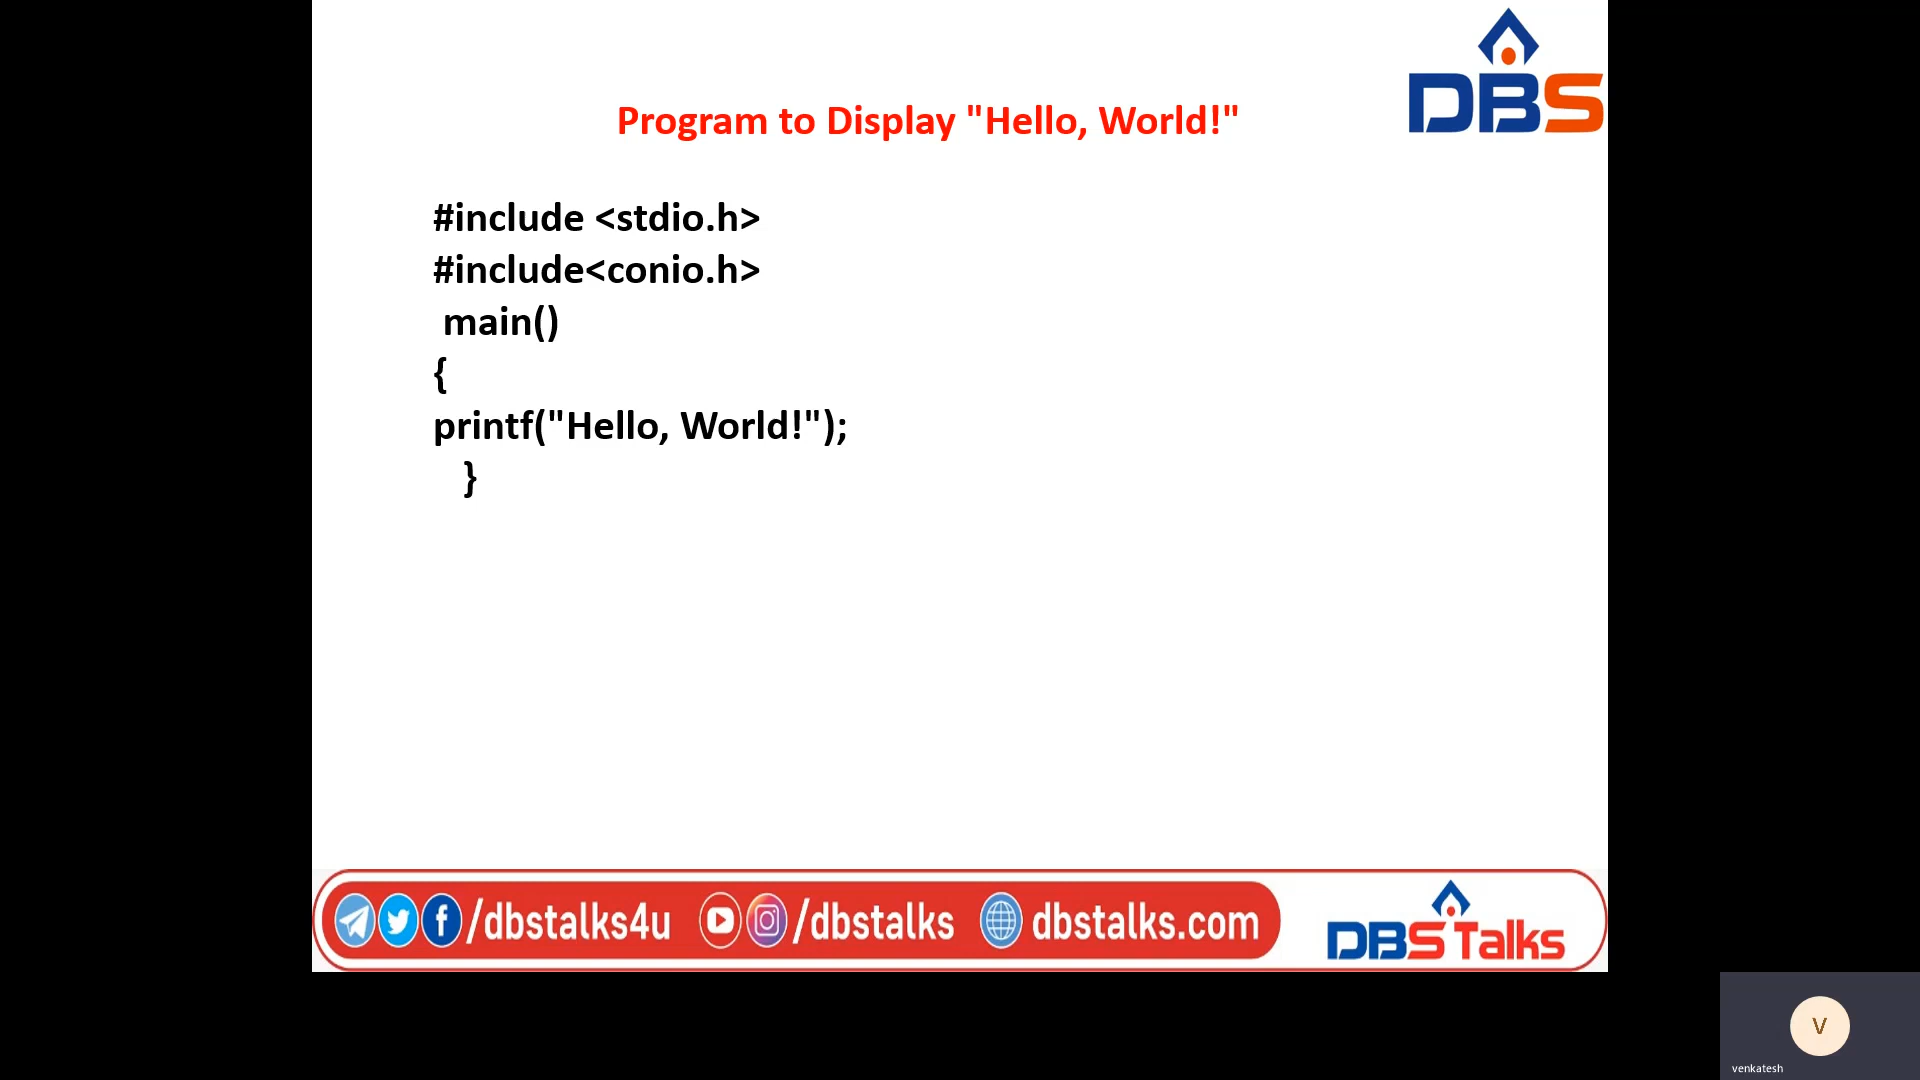 DBS
Program to Display "Hello, World!"
#include <stdio.h>
#include<conio.h>
main()
{
printf("Hello, World!");
}
/dbstalks4u /dbstalks dbstalks.com
DBS Talks
V
venkatesh